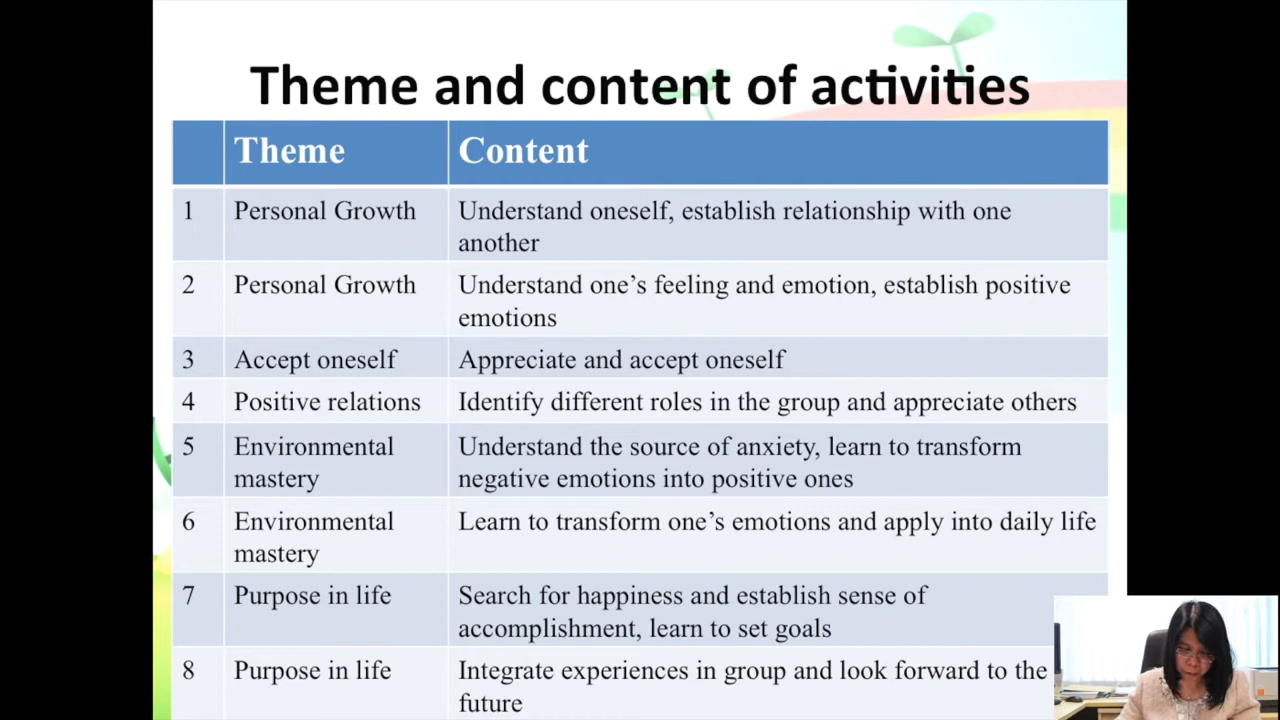 Theme and content of activities
Theme Content
1 Personal Growth Understand oneself, establish relationship with one
another
2 Personal Growth Understand one’s feeling and emotion, establish positive
emotions
3 Accept oneself Appreciate and accept oneself
4 Positive relations Identify different roles in the group and appreciate others
5 Environmental Understand the source of anxiety, learn to transform
mastery negative emotions into positive ones
6 Environmental Learn to transform one’s emotions and apply into daily life
mastery
7 Purpose in life Search for happiness and establish sense of
accomplishment, learn to set goals
8 Purpose in life Integrate experiences in group and look forward to the
future